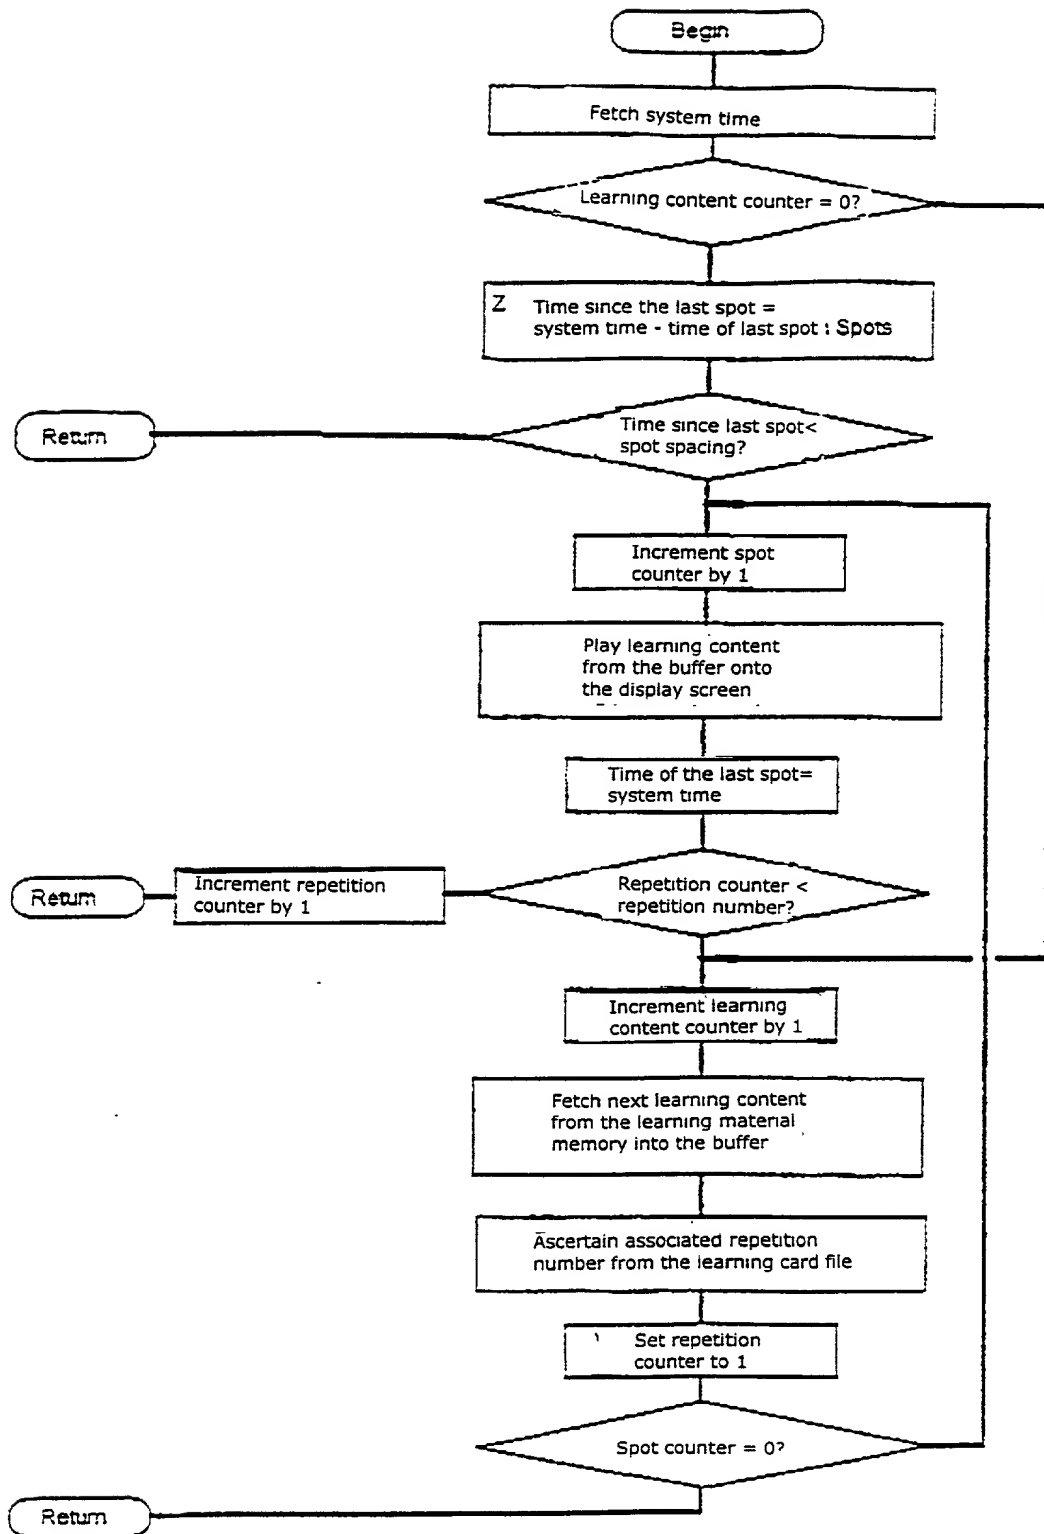 Begin
Fetch system time
Learning content counter = 0?
Z Time since the last spot =
system time - time of last spot : Spots
Return
Time since last spot<
spot spacing?
Increment spot
counter by 1
Play learning content
from the buffer onto
the display screen
Time of the last spot=
system time
Return
Increment repetition
counter by 1
Repetition counter <
repetition number?
Increment learning
content counter by 1
Fetch next learning content
from the learning material
memory into the buffer
Ascertain associated repetition
number from the learning card file
Set repetition
counter to 1
Spot counter = 0?
Return